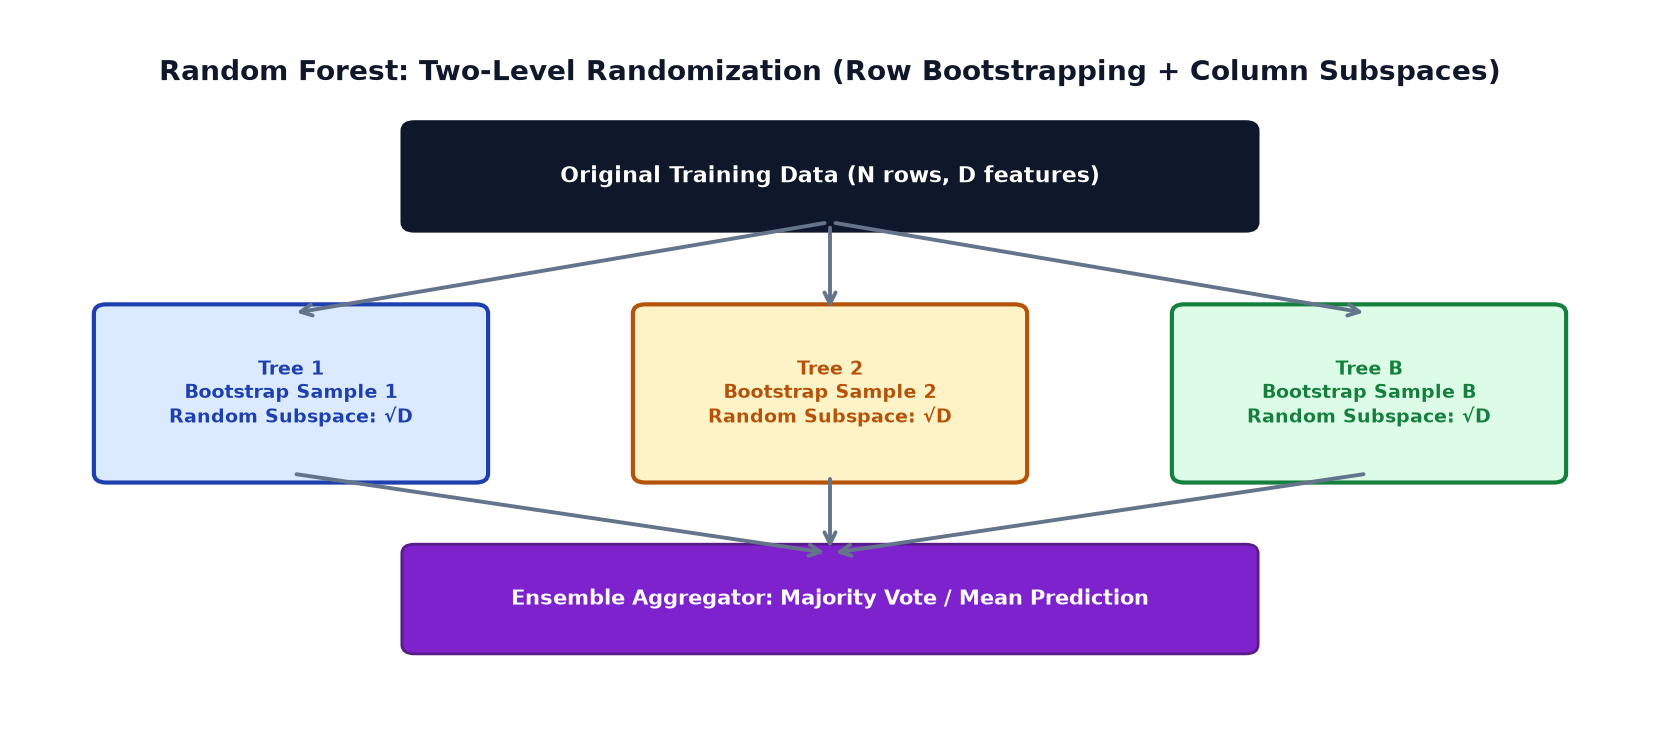 Random Forest: Two-Level Randomization (Row Bootstrapping + Column Subspaces)
Original Training Data (N rows, D features)
Tree 1
Bootstrap Sample 1
Random Subspace: √D
Tree 2
Bootstrap Sample 2
Random Subspace: √D
Tree B
Bootstrap Sample B
Random Subspace: √D
Ensemble Aggregator: Majority Vote / Mean Prediction